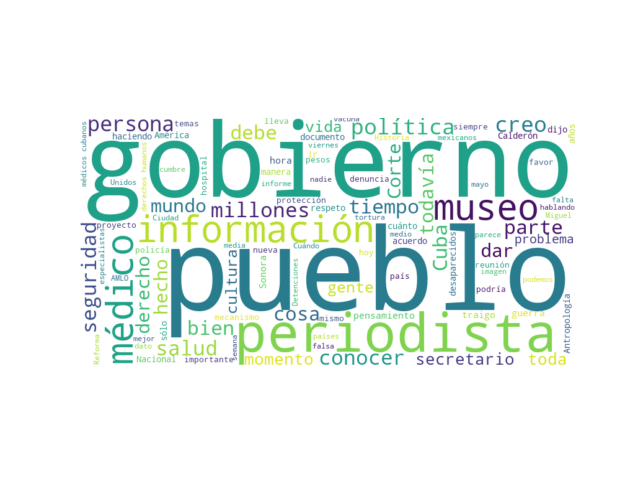 médicos cubanos
persona
temas
lleva
vacuna
haciendo
América
debe
vida
política
documento
Historia
siempre
creo
Calderón
dijo
mexicanos
hablando
suyos
gobierno
Unidos
derechos humanos
cumbre
hospital
hora
viernes
ir
pesos
medio
manera
nadie
denuncia
informe
Corte
todavía
parece
mayo
favor
falta
mundo
Ciudad
millones
protección
respeto
tiempo
tortura
museo
Miguel
parte
proyecto
información
cuánto
acuerdo
Cuba
desaparecidos
dar
problema
seguridad
especialistas
médico
policía
AMLO
derecho
hecho
media
nueva
Cuándo
cultura
Sonora
hoy
pueblo
país
reunión
imagen
podría
podemos
guerra
Antropología
Detenciones
gente
pensamiento
traigo
sólo
bien
mecanismo
cosa
mismo
periodista
Reforma
mejor
dato
salud
semana
países
falsa
Nacional
importante
momento
conocer
secretario
toda